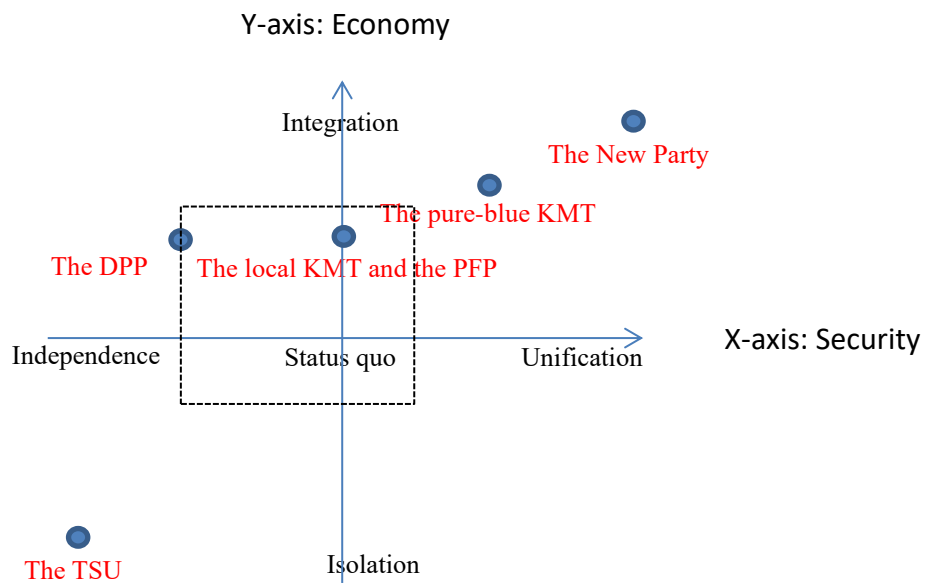 Y-axis: Economy
Integration
The New Party
The pure-blue KMT
The DPP
The local KMT and the PFP
X-axis: Security
Independence
Status quo
Unification
Isolation
The TSU